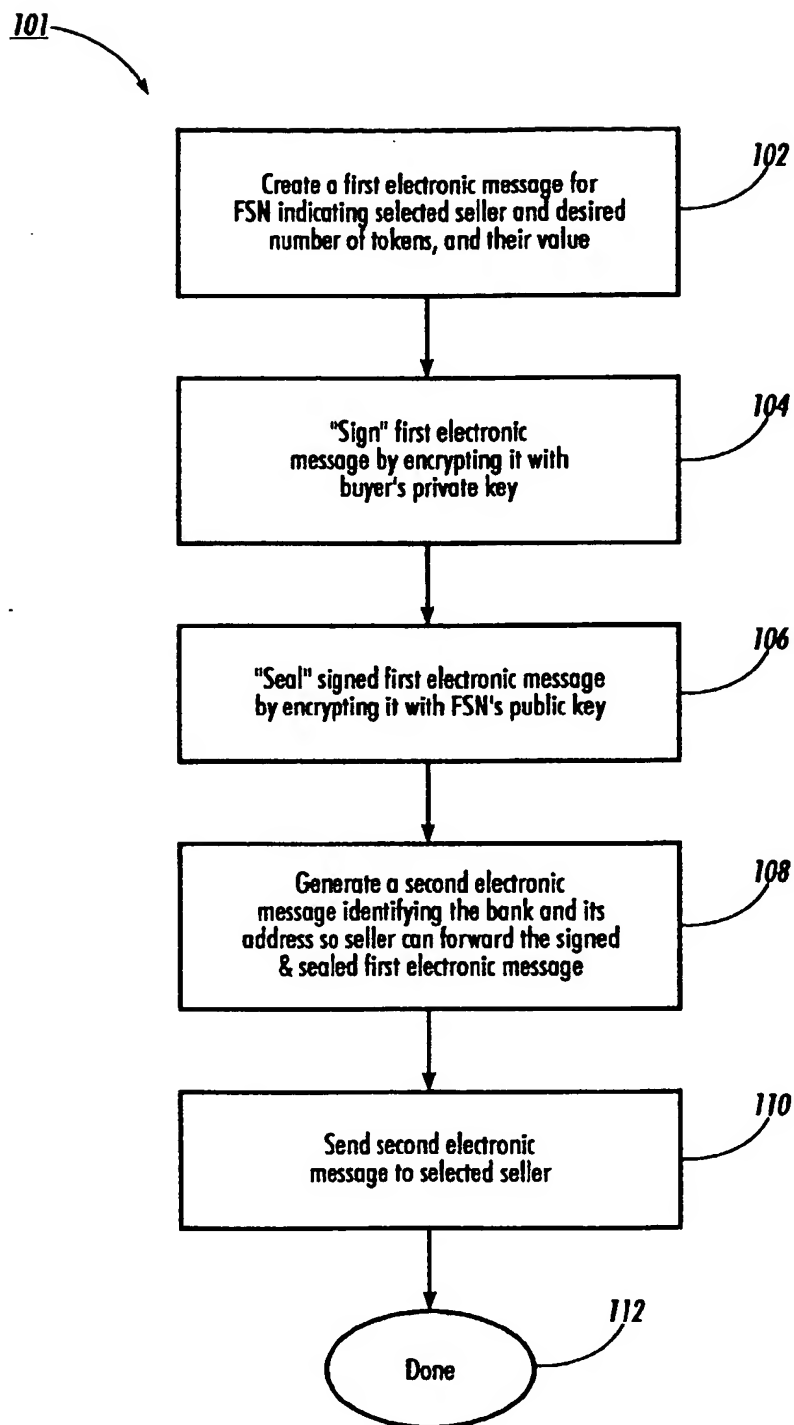 101
102
Create a first electronic message for
FSN indicating selected seller and desired
number of tokens, and their value
104
"Sign" first electronic
message by encrypting it with
buyer's private key
106
"Seal" signed first electronic message
by encrypting it with FSN's public key
108
Generate a second electronic
message identifying the bank and its
address so seller can forward the signed
& sealed first electronic message
110
Send second electronic
message to selected seller
112
Done